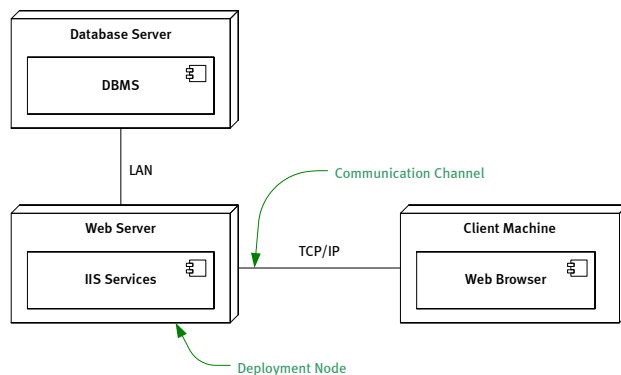 Database Server
DBMS
LAN
Communication Channel
Web Server
IIS Services
TCP/IP
Client Machine
Web Browser
Deployment Node